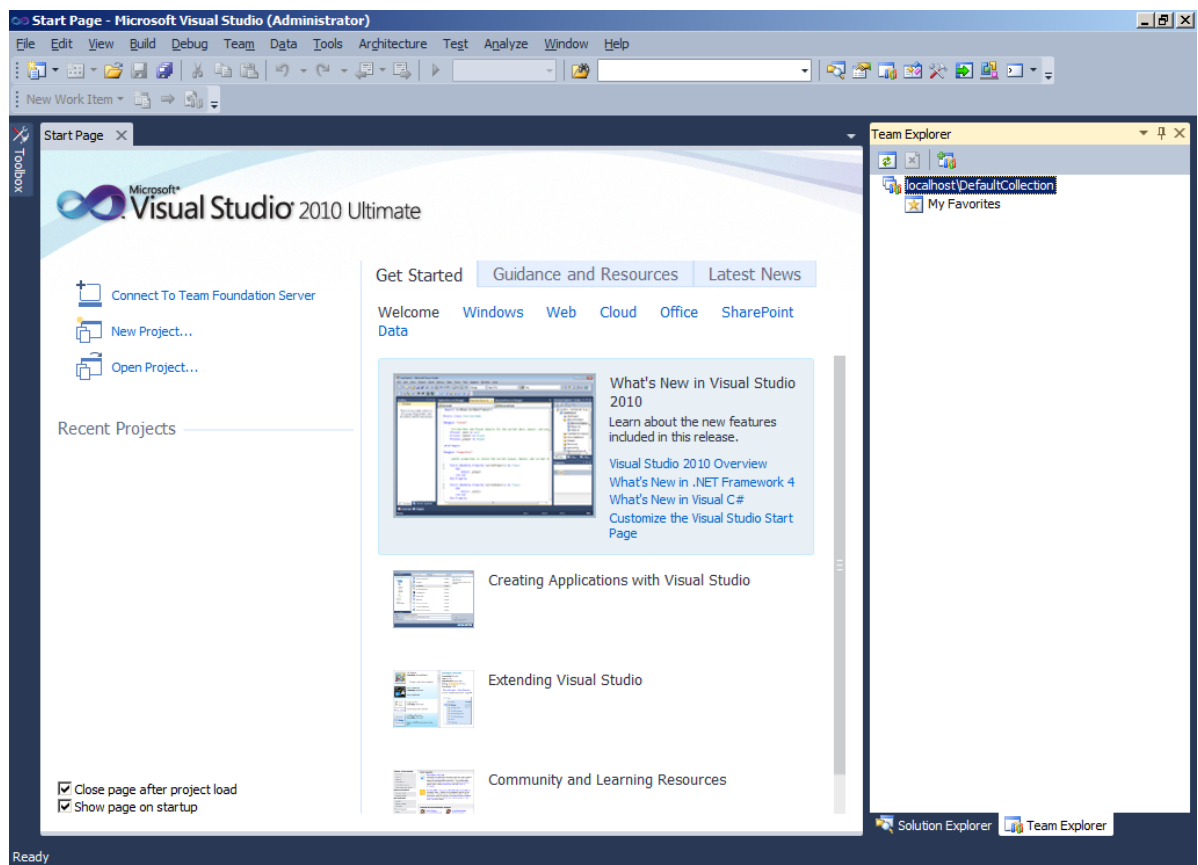 Start Page - Microsoft Visual Studio (Administrator)
File Edit View Build Debug Team Data Tools Architecture Test Analyze Window Help
New Work Item
Toolbox
Start Page
Microsoft®
Visual Studio® 2010 Ultimate
Connect To Team Foundation Server
New Project...
Open Project...
Recent Projects
Close page after project load
Show page on startup
Get Started Guidance and Resources Latest News
Welcome Windows Web Cloud Office SharePoint
Data
What's New in Visual Studio
2010
Learn about the new features
included in this release.
Visual Studio 2010 Overview
What's New in .NET Framework 4
What's New in Visual C#
Customize the Visual Studio Start
Page
Creating Applications with Visual Studio
Extending Visual Studio
Community and Learning Resources
Team Explorer
localhost\DefaultCollection
My Favorites
Solution Explorer Team Explorer
Ready